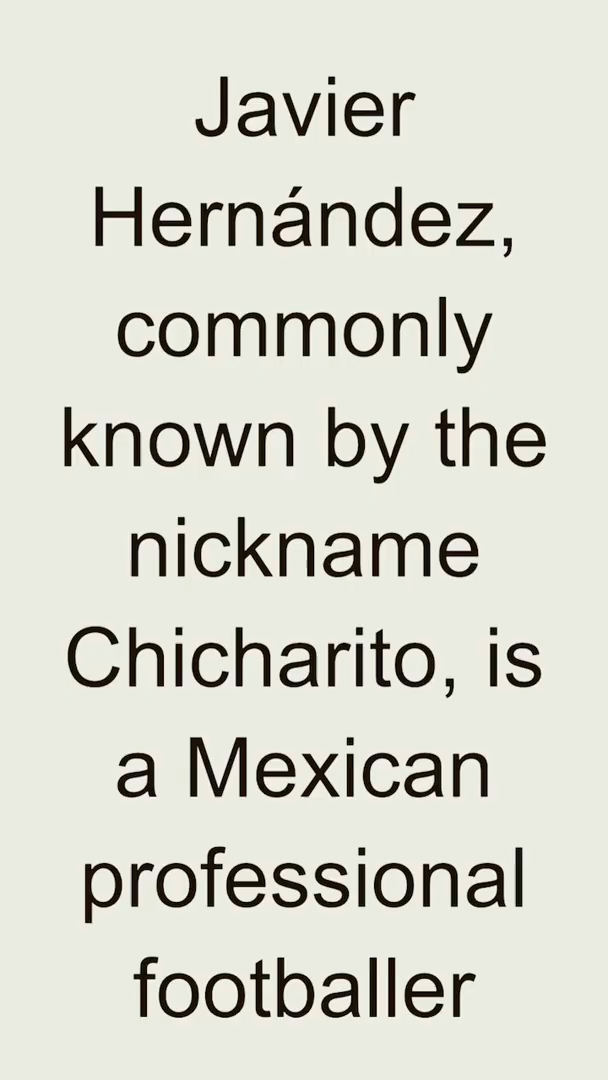 Javier
Hernández,
commonly
known by the
nickname
Chicharito, is
a Mexican
professional
footballer